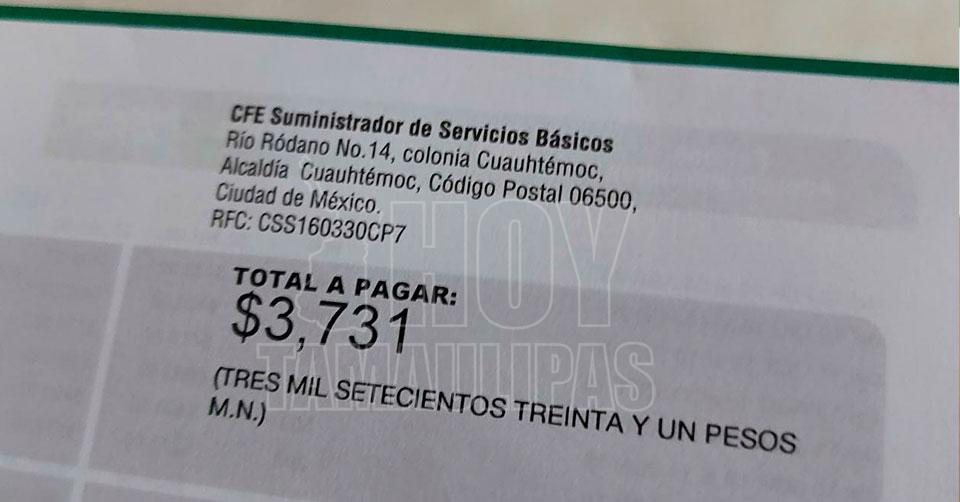 CFE Suministrador de Servicios Básicos
Río Ródano No.14, colonia Cuauhtémoc,
Alcaldía Cuauhtémoc, Código Postal 06500,
Ciudad de México.
RFC: CSS160330CP7
TOTAL A PAGAR:
$3,731
(TRES MIL SETECIENTOS TREINTA Y UN PESOS
M.N.)
HOY
TAMAULIPAS